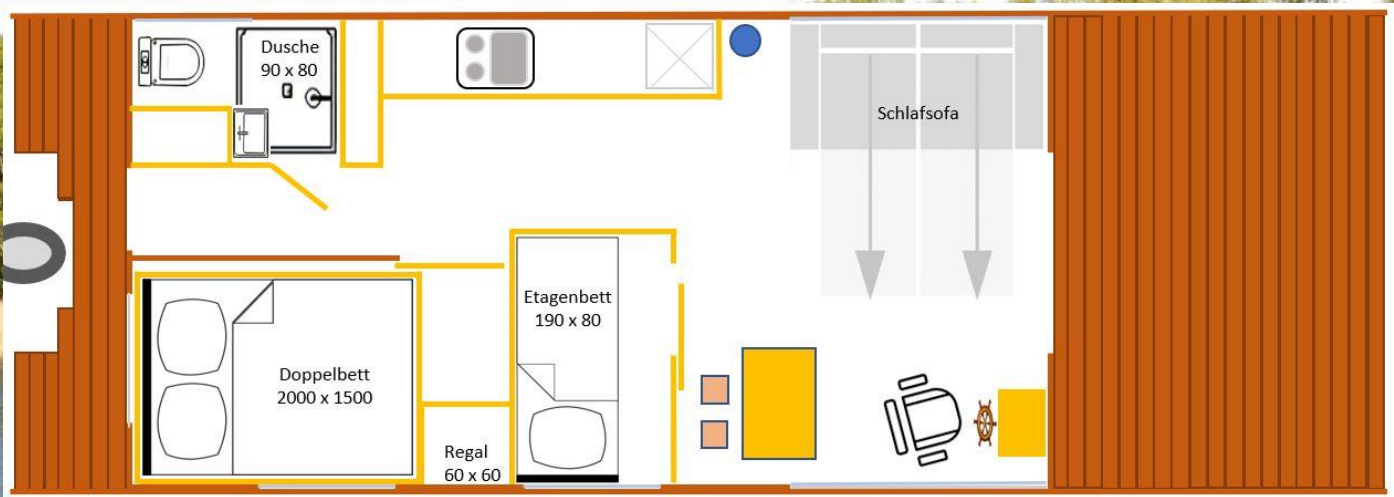 Dusche
90 x 80
Schlafsofa
Etagenbett
190 x 80
Doppelbett
2000 x 1500
Regal
60 x 60